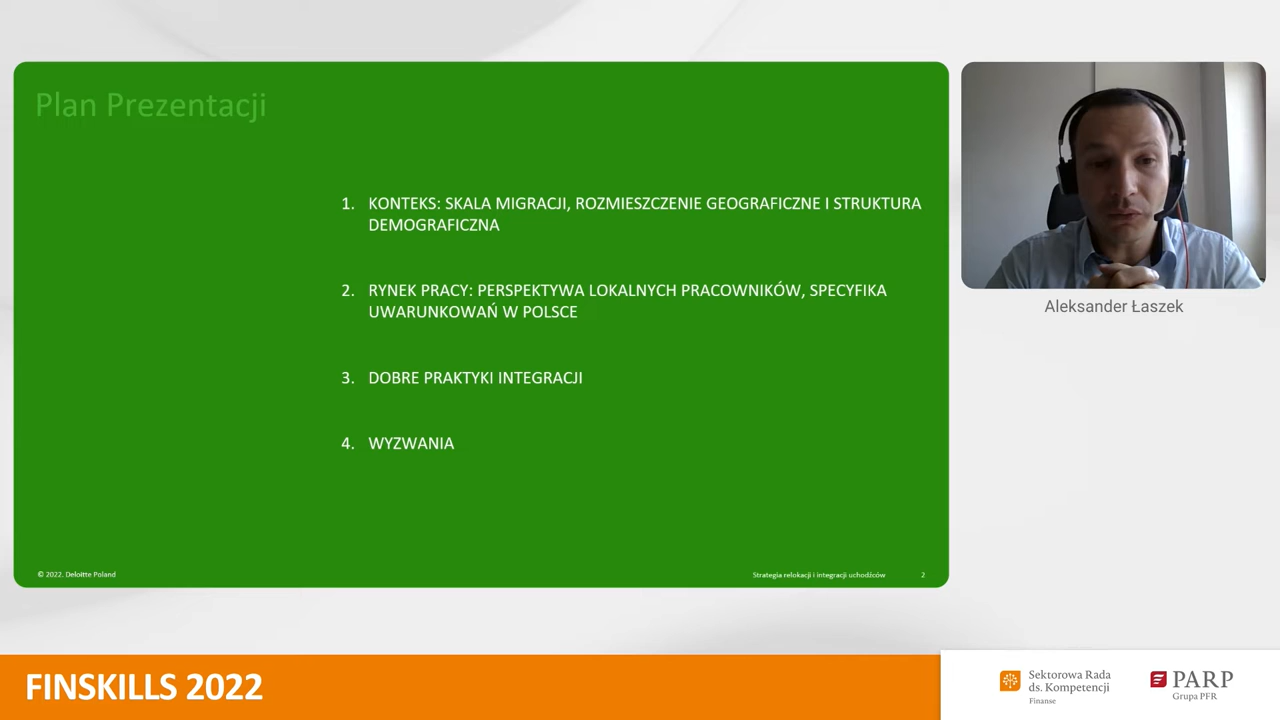 Plan Prezentacji
1. KONTEKS: SKALA MIGRACJI, ROZMIESZCZENIE GEOGRAFICZNE I STRUKTURA
DEMOGRAFICZNA
2. RYNEK PRACY: PERSPEKTYWA LOKALNYCH PRACOWNIKÓW, SPECYFIKA
UWARUNKOWAŃ W POLSCE
3. DOBRE PRAKTYKI INTEGRACJI
4. WYZWANIA
© 2022. Deloitte Poland
Strategia relokacji i integracji uchodźców 2
Aleksander Łaszek
FINSKILLS 2022
Sektorowa Rada
ds. Kompetencji
Finanse
PARP
Grupa PFR